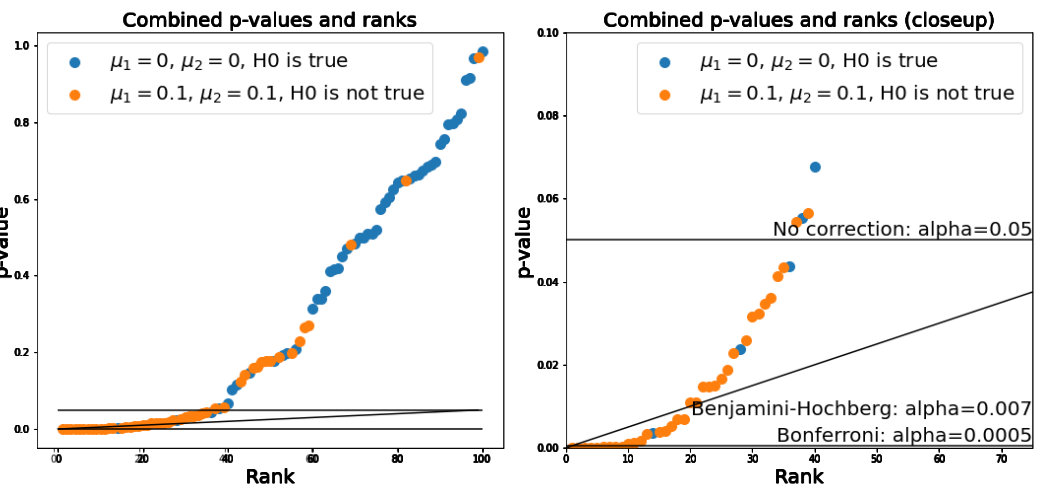 Combined p-values and ranks
μ₁ = 0, μ₂ = 0, H0 is true
μ₁ = 0.1, μ₂ = 0.1, H0 is not true
1.0
0.8
0.6
0.4
0.2
0.0
p-value
0 20 40 60 80 100
Rank
Combined p-values and ranks (closeup)
μ₁ = 0, μ₂ = 0, H0 is true
μ₁ = 0.1, μ₂ = 0.1, H0 is not true
0.10
0.08
0.06
0.04
0.02
0.00
p-value
No correction: alpha=0.05
Benjamini-Hochberg: alpha=0.007
Bonferroni: alpha=0.0005
0 10 20 30 40 50 60 70
Rank